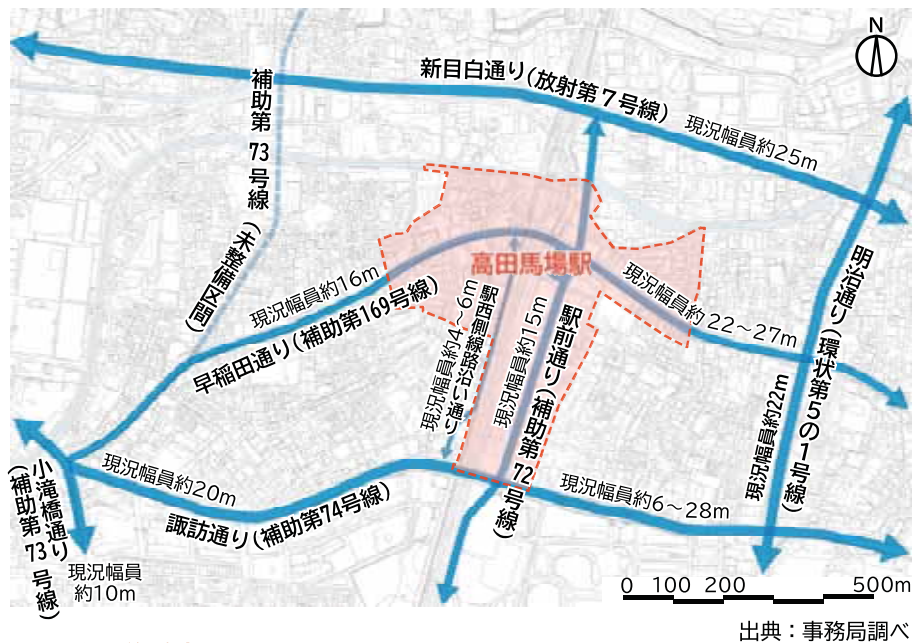 N
新目白通り(放射第7号線)
現況幅員約25m
補助第73号線(未整備区間)
高田馬場駅
現況幅員約16m
早稲田通り(補助第169号線)
現況幅員約22～27m
駅西側線路沿い通り
現況幅員約4～6m
現況幅員約15m
駅前通り(補助第72号線)
明治通り(環状第5の1号線)
現況幅員約22m
現況幅員約20m
諏訪通り(補助第74号線)
現況幅員約6～28m
小滝橋通り
(補助第73号線)
現況幅員
約10m
0 100 200 500m
出典：事務局調べ